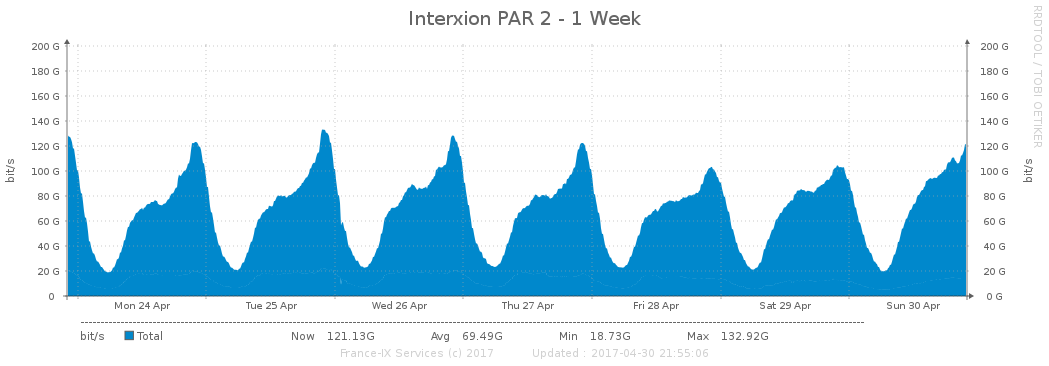 Interxion PAR 2 - 1 Week
RRDTOOL / TOBI OETIKER
200 G 200 G
180 G 180 G
160 G 160 G
140 G 140 G
120 G 120 G
100 G 100 G
80 G 80 G
60 G 60 G
40 G 40 G
20 G 20 G
0 0 G
bit/s bit/s
Mon 24 Apr Tue 25 Apr Wed 26 Apr Thu 27 Apr Fri 28 Apr Sat 29 Apr Sun 30 Apr
bit/s Total Now 121.13G Avg 69.49G Min 18.73G Max 132.92G
France-IX Services (c) 2017 Updated : 2017-04-30 21:55:06